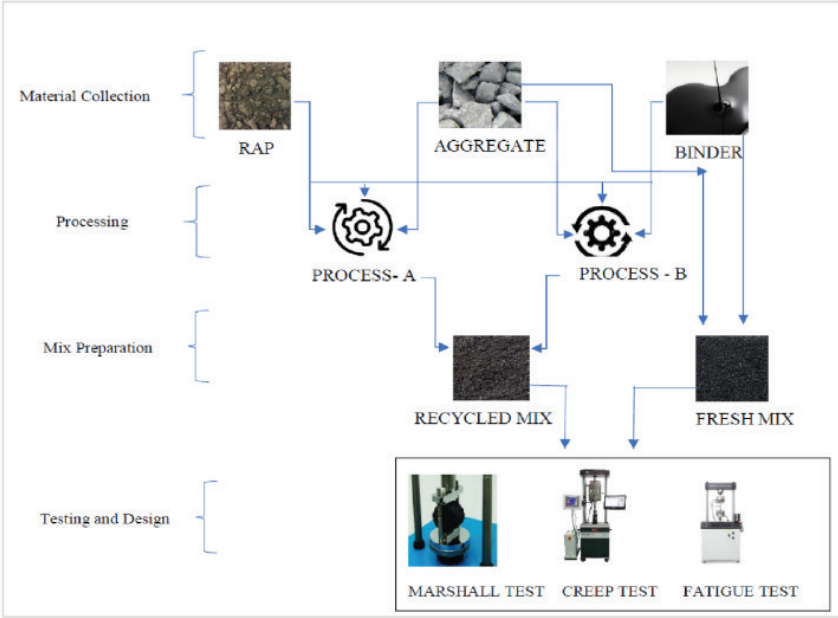 Material Collection
RAP
AGGREGATE
BINDER
Processing
PROCESS- A
PROCESS - B
Mix Preparation
RECYCLED MIX
FRESH MIX
Testing and Design
MARSHALL TEST
CREEP TEST
FATIGUE TEST